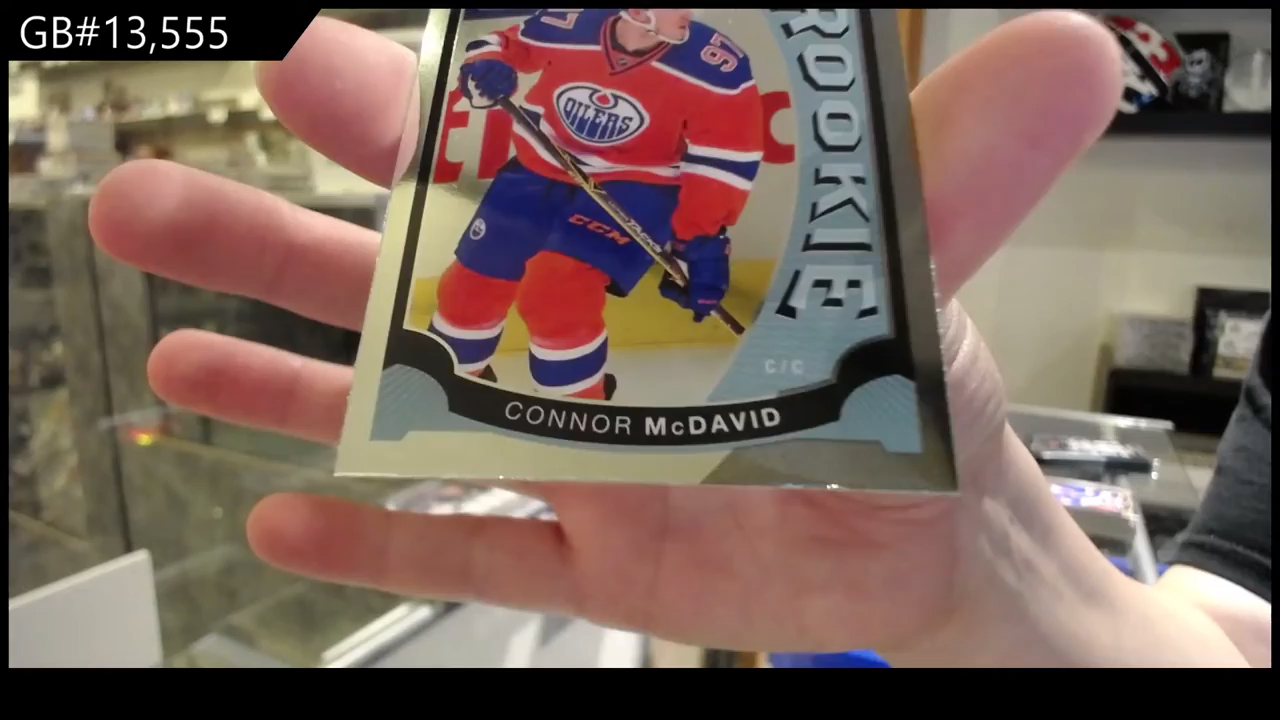 GB#13,555
97
ROOKIE
OILERS
CCM
C/C
CONNOR McDAVID